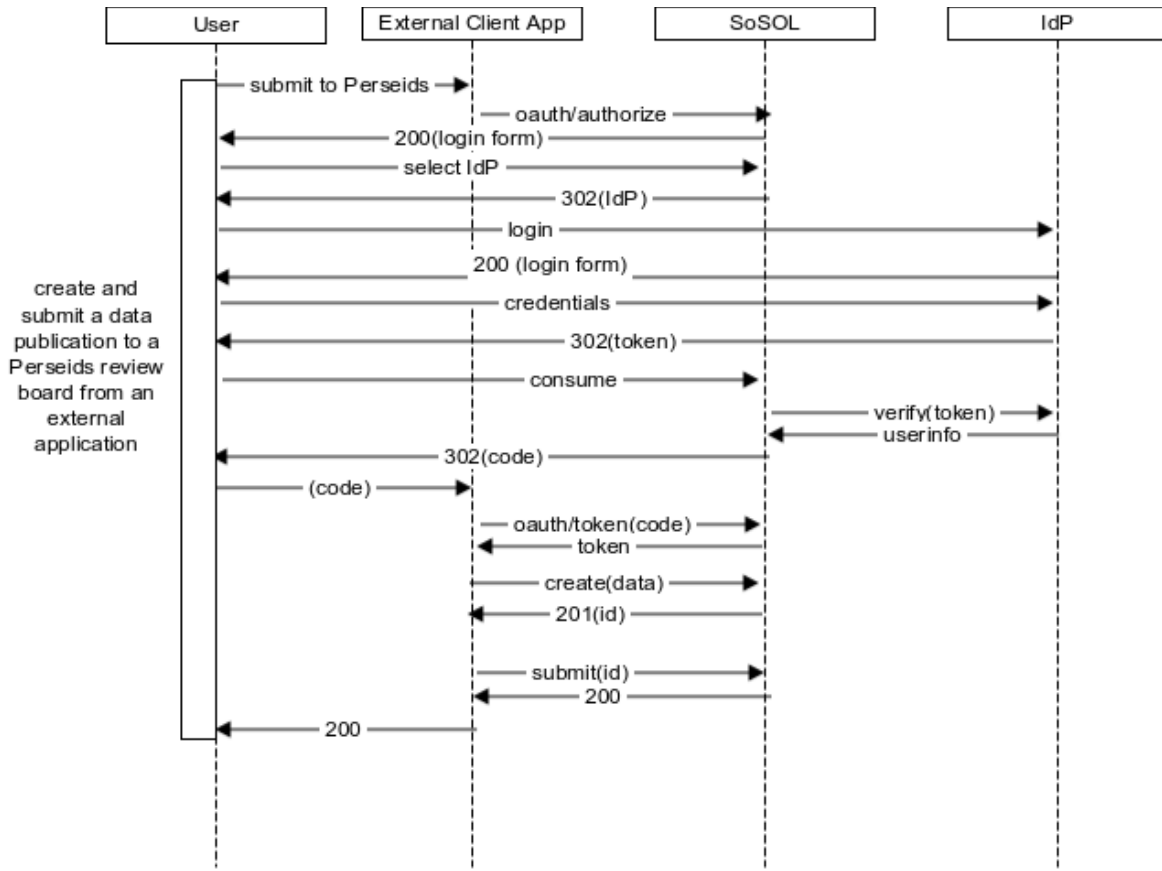 User
External Client App
SoSOL
IdP
submit to Perseids
oauth/authorize
200(login form)
select IdP
302(IdP)
login
200 (login form)
credentials
302(token)
consume
verify(token)
userinfo
302(code)
(code)
oauth/token(code)
token
create(data)
201(id)
submit(id)
200
200
create and
submit a data
publication to a
Perseids review
board from an
external
application